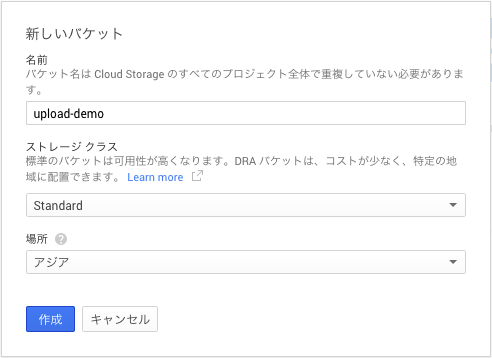 新しいバケット
名前
バケット名は Cloud Storage のすべてのプロジェクト全体で重複していない必要があります。
upload-demo
ストレージ クラス
標準のバケットは可用性が高くなります。DRA バケットは、コストが少なく、特定の地
域に配置できます。 Learn more
Standard
場所 ?
アジア
作成 キャンセル